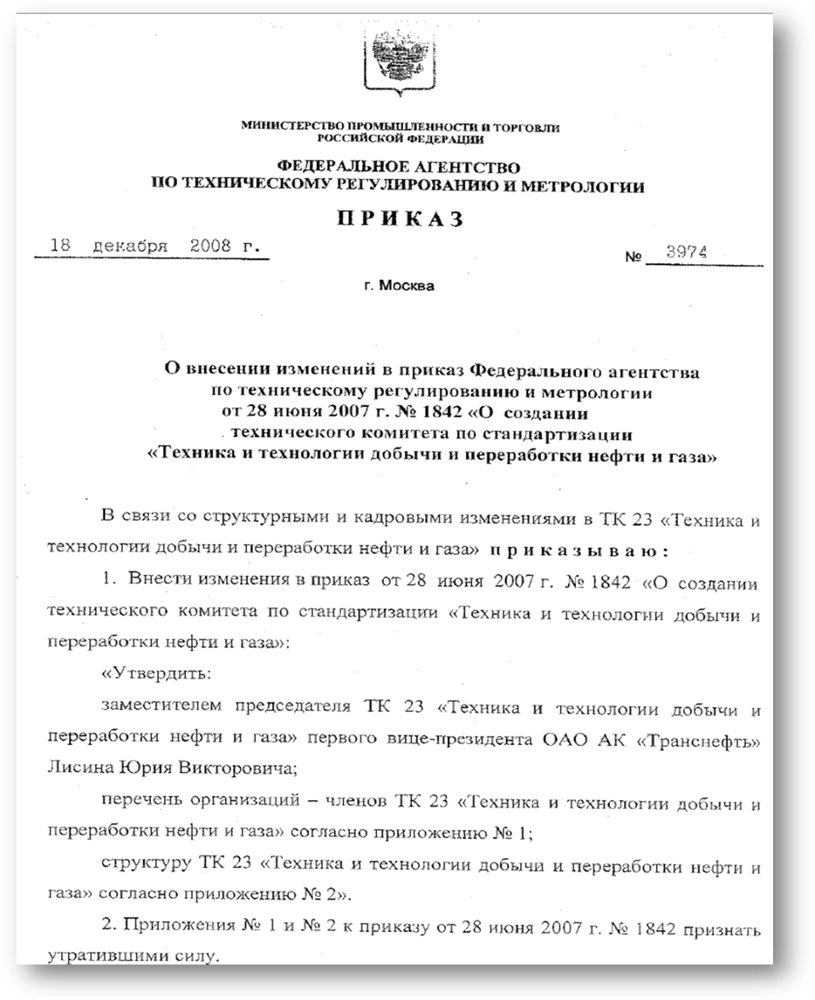 МИНИСТЕРСТВО ПРОМЫШЛЕННОСТИ И ТОРГОВЛИ
РОССИЙСКОЙ ФЕДЕРАЦИИ
ФЕДЕРАЛЬНОЕ АГЕНТСТВО
ПО ТЕХНИЧЕСКОМУ РЕГУЛИРОВАНИЮ И МЕТРОЛОГИИ
П Р И К А З
18 декабря 2008 г.
№ 3974
г. Москва
О внесении изменений в приказ Федерального агентства
по техническому регулированию и метрологии
от 28 июня 2007 г. № 1842 «О создании
технического комитета по стандартизации
«Техника и технологии добычи и переработки нефти и газа»
В связи со структурными и кадровыми изменениями в ТК 23 «Техника и
технологии добычи и переработки нефти и газа» п р и к а з ы в а ю :
1. Внести изменения в приказ от 28 июня 2007 г. № 1842 «О создании
технического комитета по стандартизации «Техника и технологии добычи и
переработки нефти и газа»:
«Утвердить:
заместителем председателя ТК 23 «Техника и технологии добычи и
переработки нефти и газа» первого вице-президента ОАО АК «Транснефть»
Лисина Юрия Викторовича;
перечень организаций – членов ТК 23 «Техника и технологии добычи и
переработки нефти и газа» согласно приложению № 1;
структуру ТК 23 «Техника и технологии добычи и переработки нефти и
газа» согласно приложению № 2».
2. Приложения № 1 и № 2 к приказу от 28 июня 2007 г. № 1842 признать
утратившими силу.